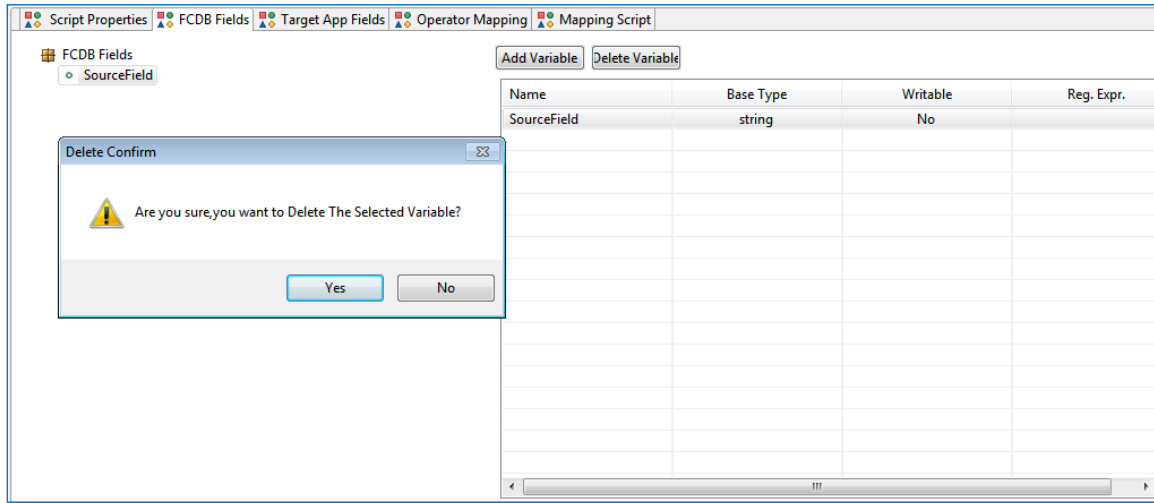 Script Properties FCDB Fields Target App Fields Operator Mapping Mapping Script
FCDB Fields
SourceField
Add Variable Delete Variable
Name Base Type Writable Reg. Expr.
SourceField string No
Delete Confirm
Are you sure,you want to Delete The Selected Variable?
Yes No